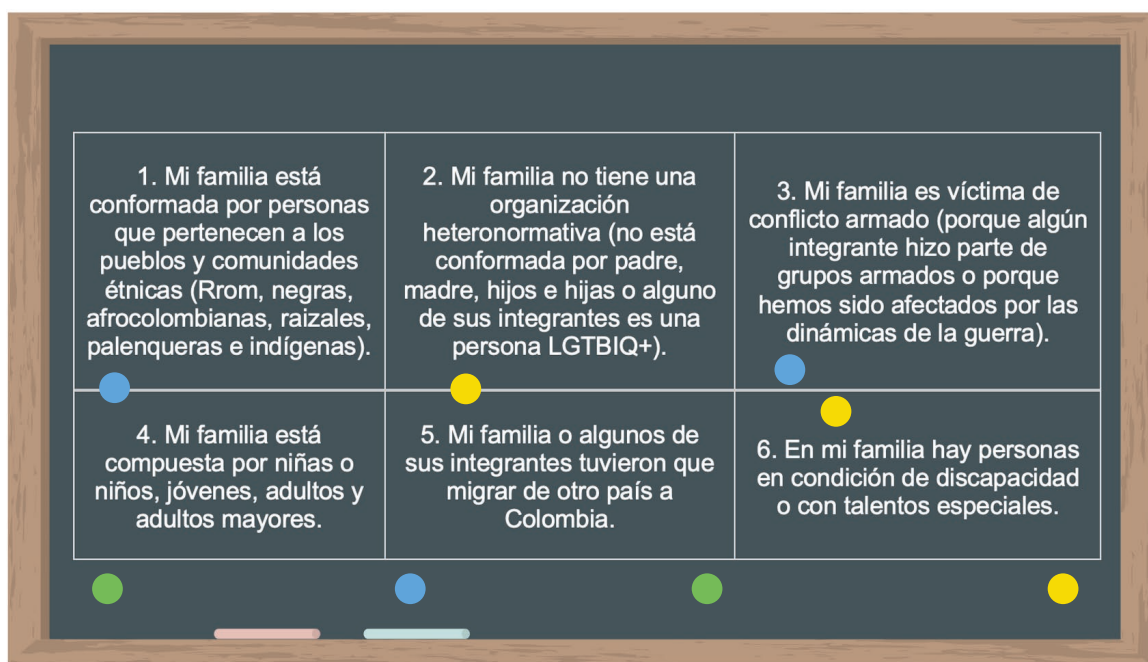 1. Mi familia está
conformada por personas
que pertenecen a los
pueblos y comunidades
étnicas (Rrom, negras,
afrocolombianas, raizales,
palenqueras e indígenas).
2. Mi familia no tiene una
organización
heteronormativa (no está
conformada por padre,
madre, hijos e hijas o alguno
de sus integrantes es una
persona LGTBIQ+).
3. Mi familia es víctima de
conflicto armado (porque algún
integrante hizo parte de
grupos armados o porque
hemos sido afectados por las
dinámicas de la guerra).
4. Mi familia está
compuesta por niñas o
niños, jóvenes, adultos y
adultos mayores.
5. Mi familia o algunos de
sus integrantes tuvieron que
migrar de otro país a
Colombia.
6. En mi familia hay personas
en condición de discapacidad
o con talentos especiales.